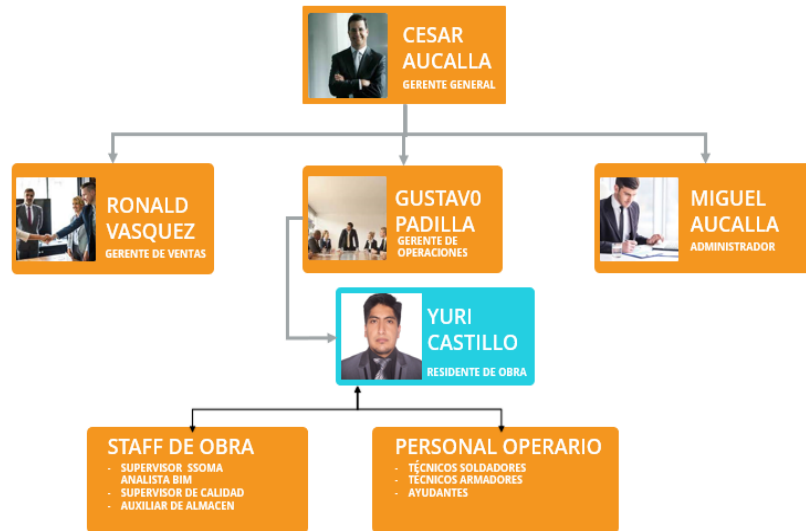 CESAR
AUCALLA
GERENTE GENERAL
RONALD
VASQUEZ
GERENTE DE VENTAS
GUSTAV0
PADILLA
GERENTE DE
OPERACIONES
MIGUEL
AUCALLA
ADMINISTRADOR
YURI
CASTILLO
RESIDENTE DE OBRA
STAFF DE OBRA
- SUPERVISOR SSOMA
ANALISTA BIM
- SUPERVISOR DE CALIDAD
- AUXILIAR DE ALMACEN
PERSONAL OPERARIO
- TÉCNICOS SOLDADORES
- TÉCNICOS ARMADORES
- AYUDANTES